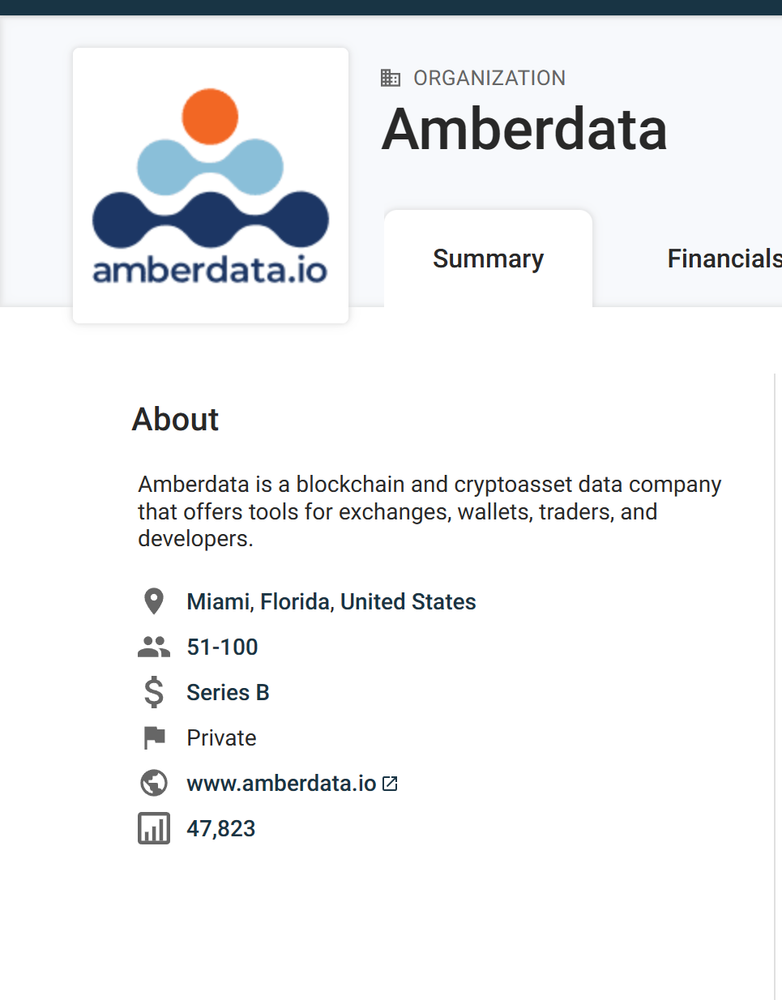 amberdata.io
ORGANIZATION
Amberdata
Summary
Financials
About
Amberdata is a blockchain and cryptoasset data company
that offers tools for exchanges, wallets, traders, and
developers.
Miami, Florida, United States
51-100
Series B
Private
www.amberdata.io
47,823